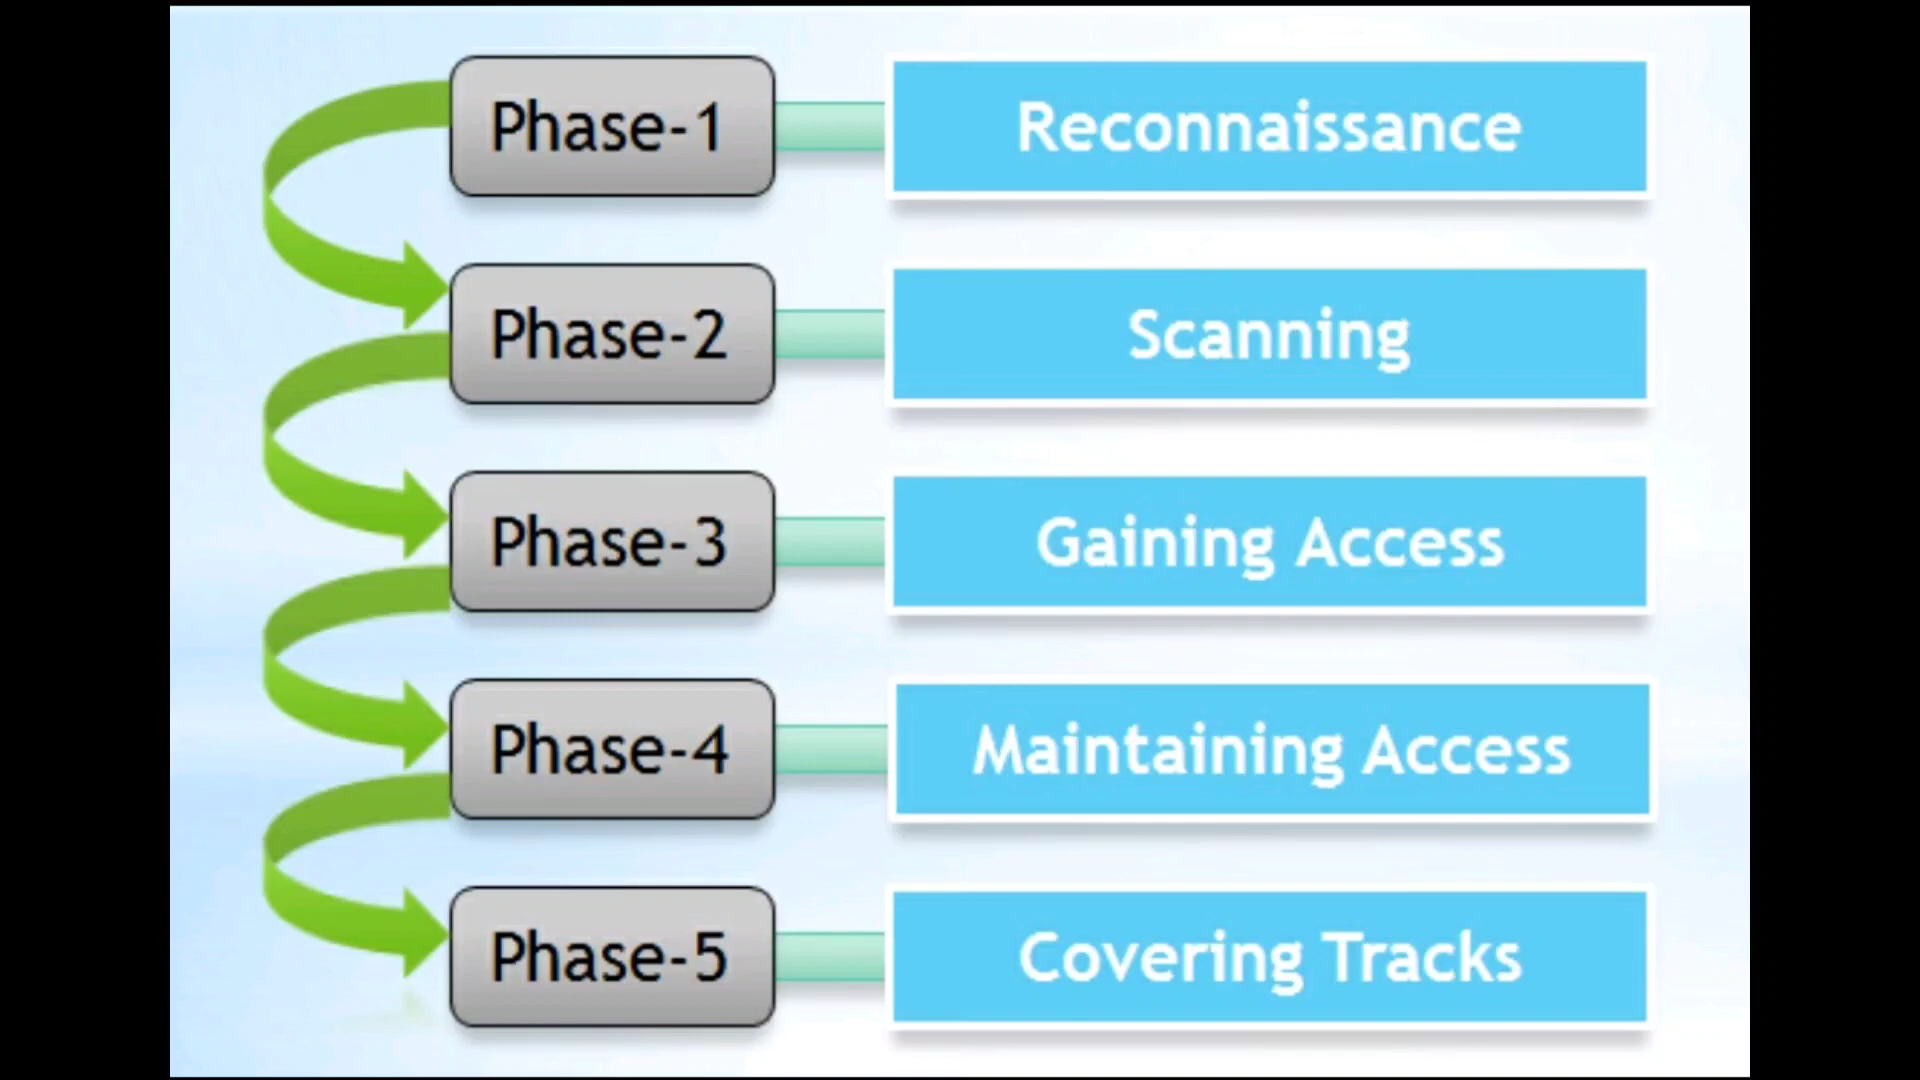 Phase-1 Reconnaissance
Phase-2 Scanning
Phase-3 Gaining Access
Phase-4 Maintaining Access
Phase-5 Covering Tracks